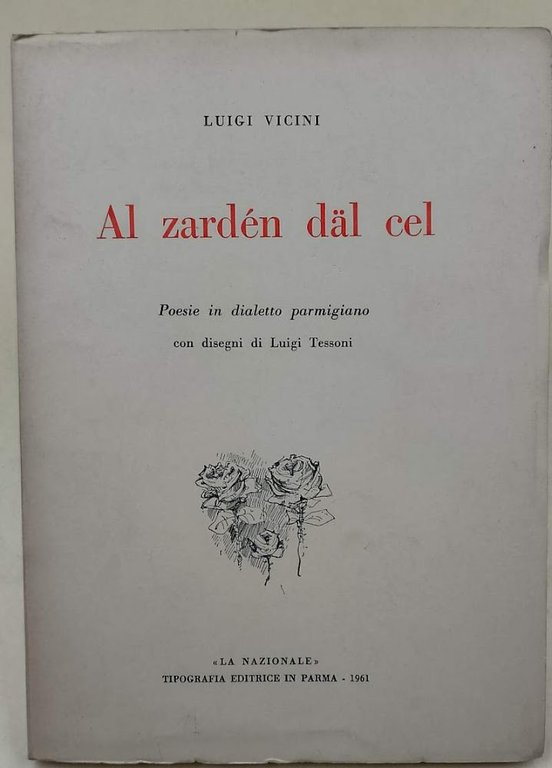 LUIGI VICINI
Al zardén däl cel
Poesie in dialetto parmigiano
con disegni di Luigi Tessoni
«LA NAZIONALE»
TIPOGRAFIA EDITRICE IN PARMA - 1961